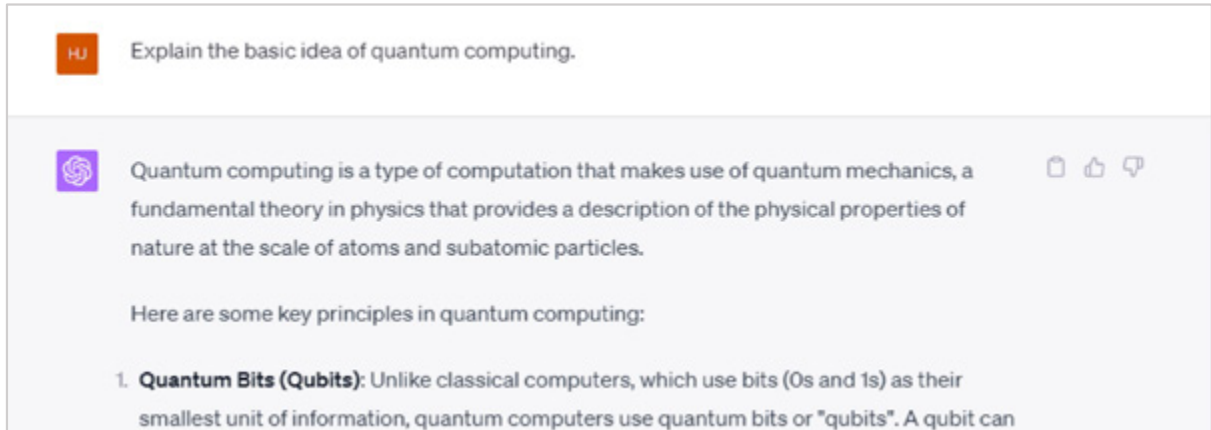 HJ
Explain the basic idea of quantum computing.
Quantum computing is a type of computation that makes use of quantum mechanics, a
fundamental theory in physics that provides a description of the physical properties of
nature at the scale of atoms and subatomic particles.
Here are some key principles in quantum computing:
1. Quantum Bits (Qubits): Unlike classical computers, which use bits (0s and 1s) as their
smallest unit of information, quantum computers use quantum bits or "qubits". A qubit can